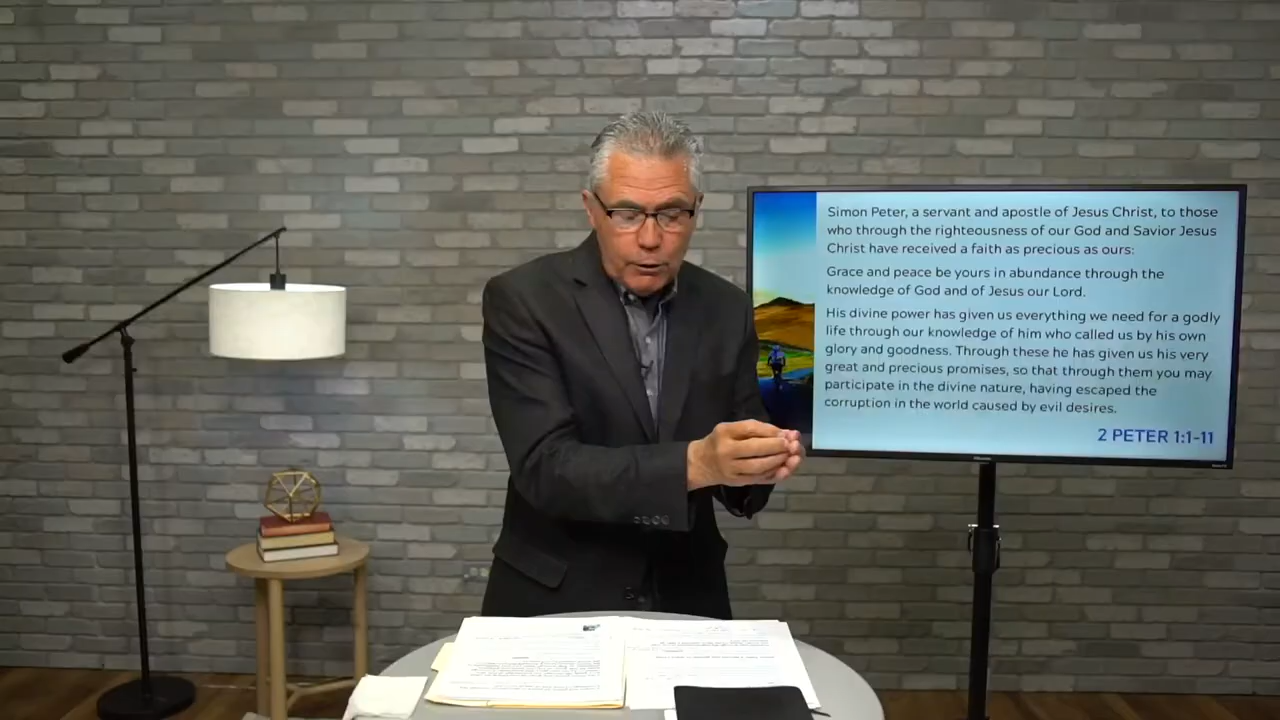 Simon Peter, a servant and apostle of Jesus Christ, to those
who through the righteousness of our God and Savior Jesus
Christ have received a faith as precious as ours:
Grace and peace be yours in abundance through the
knowledge of God and of Jesus our Lord.
His divine power has given us everything we need for a godly
life through our knowledge of him who called us by his own
glory and goodness. Through these he has given us his very
great and precious promises, so that through them you may
participate in the divine nature, having escaped the
corruption in the world caused by evil desires.
2 PETER 1:1-11